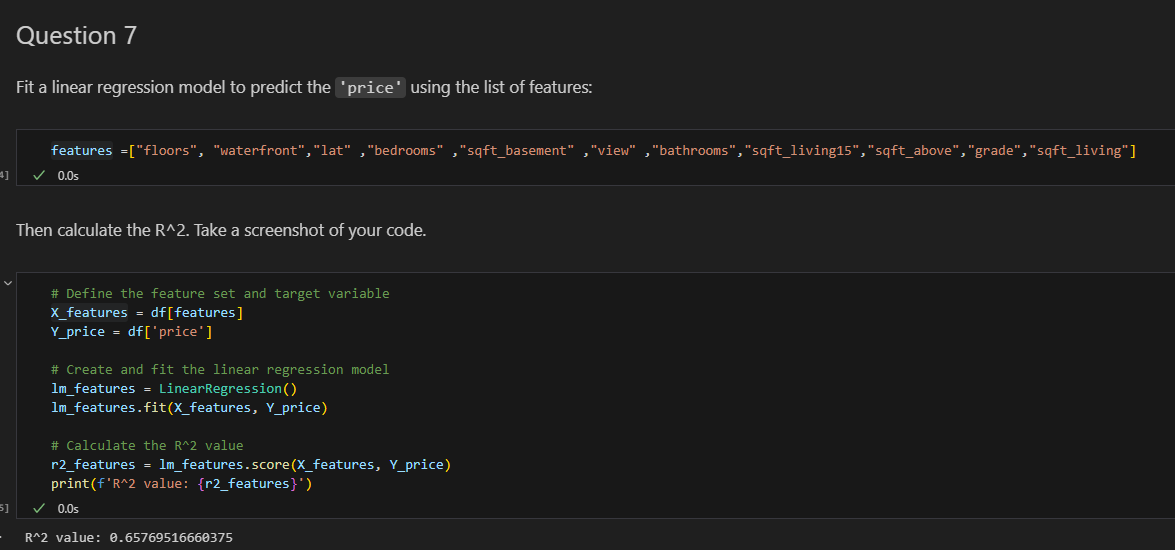 Question 7
Fit a linear regression model to predict the 'price' using the list of features:
features =["floors", "waterfront","lat" ,"bedrooms" ,"sqft_basement" ,"view" ,"bathrooms","sqft_living15","sqft_above","grade","sqft_living"]
4]
✓ 0.0s
Then calculate the R^2. Take a screenshot of your code.
# Define the feature set and target variable
X_features = df[features]
Y_price = df['price']
# Create and fit the linear regression model
lm_features = LinearRegression()
lm_features.fit(X_features, Y_price)
# Calculate the R^2 value
r2_features = lm_features.score(X_features, Y_price)
print(f'R^2 value: {r2_features}')
5]
✓ 0.0s
R^2 value: 0.65769516660375